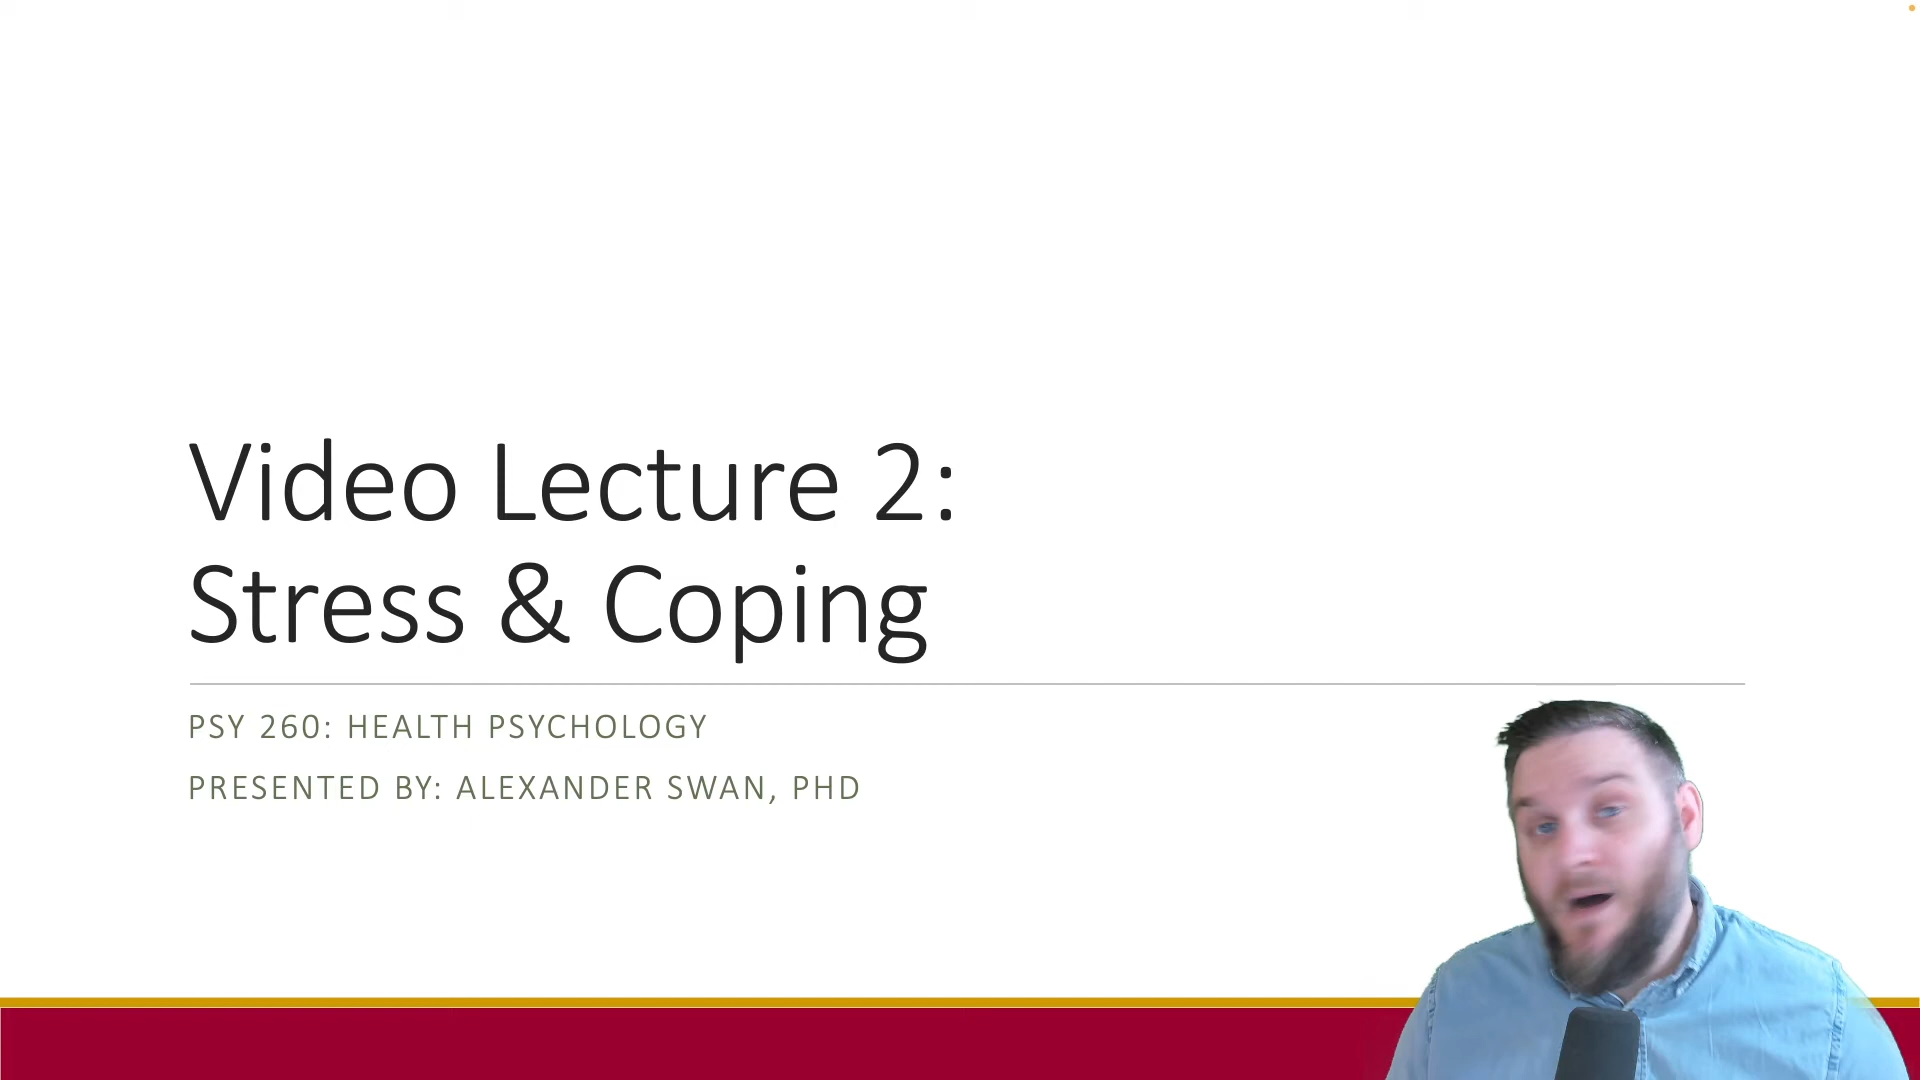 Video Lecture 2:
Stress & Coping
PSY 260: HEALTH PSYCHOLOGY
PRESENTED BY: ALEXANDER SWAN, PHD